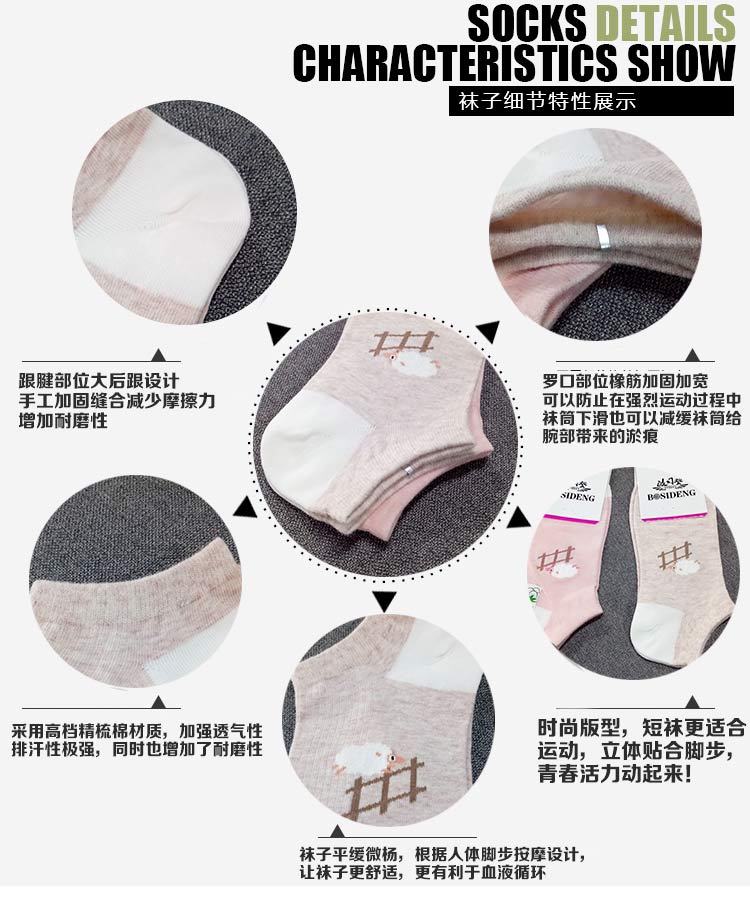 SOCKS DETAILS
CHARACTERISTICS SHOW
袜子细节特性展示
跟腱部位大后跟设计
手工加固缝合减少摩擦力
增加耐磨性
罗口部位橡筋加固加宽
可以防止在强烈运动过程中
袜筒下滑也可以减缓袜筒给
腕部带来的淤痕
SIDENG
BOSIDENG
采用高档精梳棉材质，加强透气性
排汗性极强，同时也增加了耐磨性
时尚版型，短袜更适合
运动，立体贴合脚步，
青春活力动起来！
袜子平缓微杨，根据人体脚步按摩设计，
让袜子更舒适，更有利于血液循环